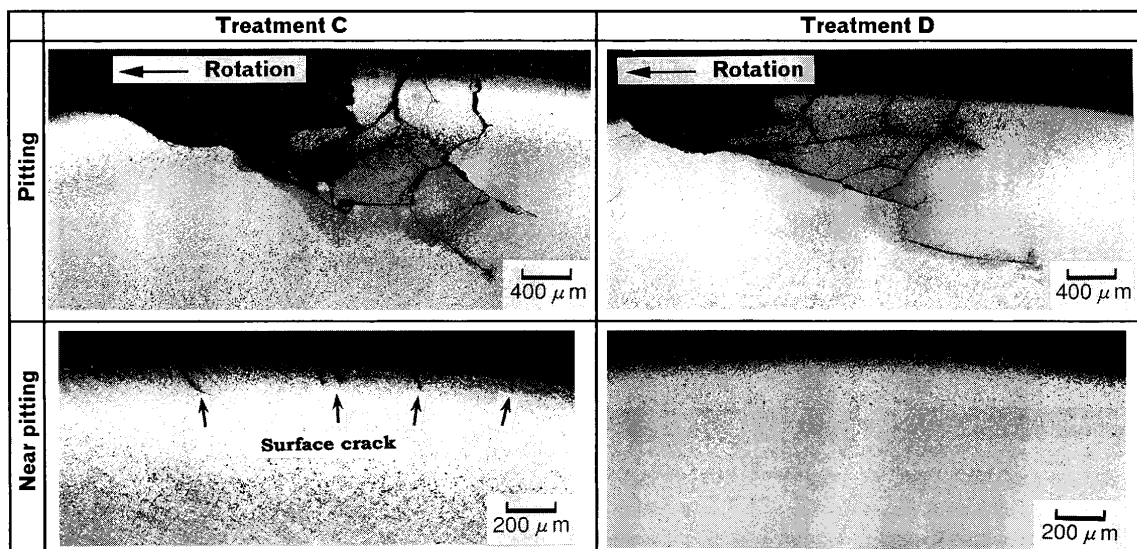 Treatment C
Treatment D
Pitting
Rotation
400 μm
Rotation
400 μm
Near pitting
Surface crack
200 μm
200 μm